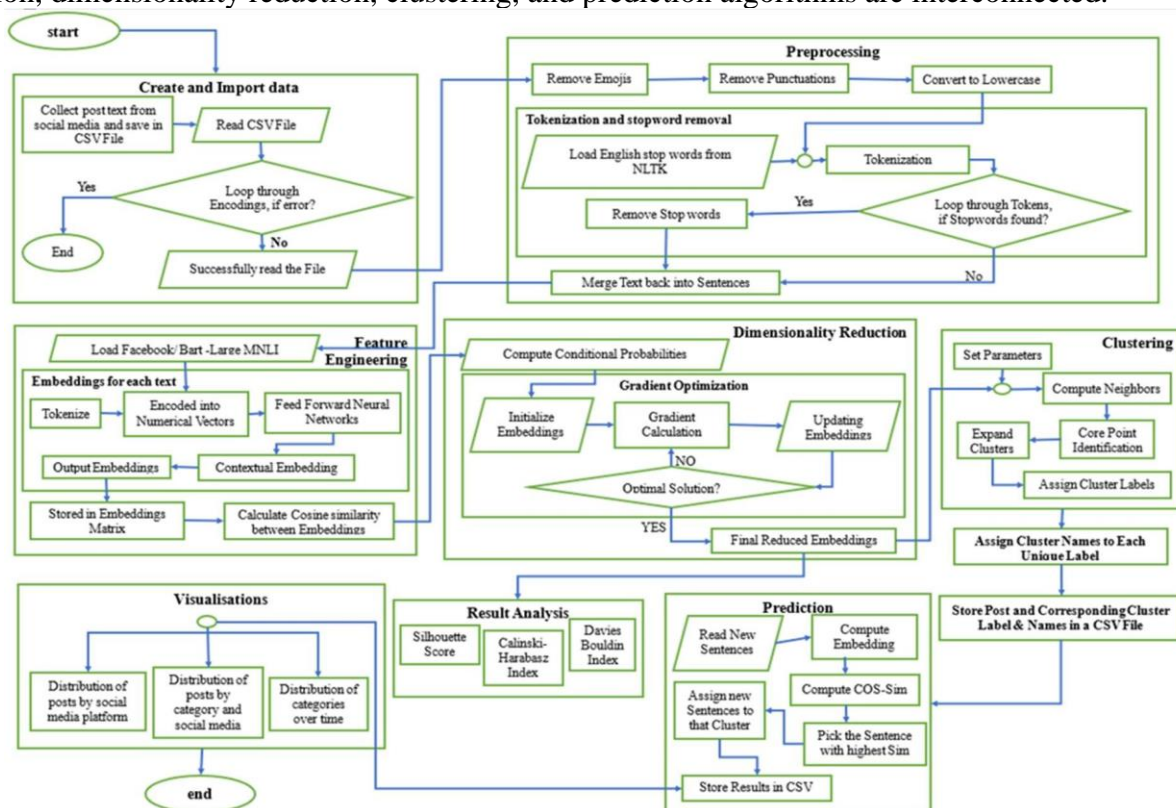 on, dimensionality reduction, clustering, and prediction algorithms are interconnected.
start
Create and Import data
Collect post text from
social media and save in
CSV File
Read CSV File
Loop through
Encodings, if error?
Yes
End
No
Successfully read the File
Preprocessing
Remove Emojis
Remove Punctuations
Convert to Lowercase
Tokenization and stopword removal
Load English stop words from
NLTK
Tokenization
Loop through Tokens,
if Stopwords found?
Yes
Remove Stop words
No
Merge Text back into Sentences
Feature
Engineering
Load Facebook/ Bart -Large MNLI
Embeddings for each text
Tokenize
Encoded into
Numerical Vectors
Feed Forward Neural
Networks
Contextual Embedding
Output Embeddings
Stored in Embeddings
Matrix
Calculate Cosine similarity
between Embeddings
Dimensionality Reduction
Compute Conditional Probabilities
Gradient Optimization
Initialize
Embeddings
Gradient
Calculation
Updating
Embeddings
NO
Optimal Solution?
YES
Final Reduced Embeddings
Clustering
Set Parameters
Compute Neighbors
Core Point
Identification
Expand
Clusters
Assign Cluster Labels
Assign Cluster Names to Each
Unique Label
Store Post and Corresponding Cluster
Label & Names in a CSV File
Visualisations
Distribution of
posts by social
media platform
Distribution of
posts by
category and
social media
Distribution of
categories
over time
end
Result Analysis
Silhouette
Score
Calinski-
Harabasz
Index
Davies
Bouldin
Index
Prediction
Read New
Sentences
Compute
Embedding
Compute COS-Sim
Pick the Sentence
with highest Sim
Assign new
Sentences to
that Cluster
Store Results in CSV